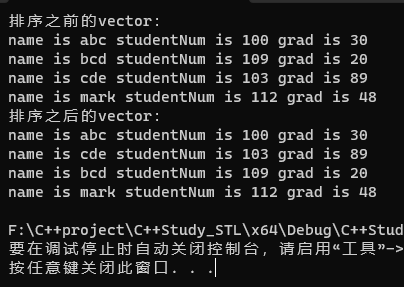 排序之前的vector:
name is abc studentNum is 100 grad is 30
name is bcd studentNum is 109 grad is 20
name is cde studentNum is 103 grad is 89
name is mark studentNum is 112 grad is 48
排序之后的vector:
name is abc studentNum is 100 grad is 30
name is cde studentNum is 103 grad is 89
name is bcd studentNum is 109 grad is 20
name is mark studentNum is 112 grad is 48
F:\C++project\C++Study_STL\x64\Debug\C++Stud
要在调试停止时自动关闭控制台，请启用“工具”->
按任意键关闭此窗口. . .